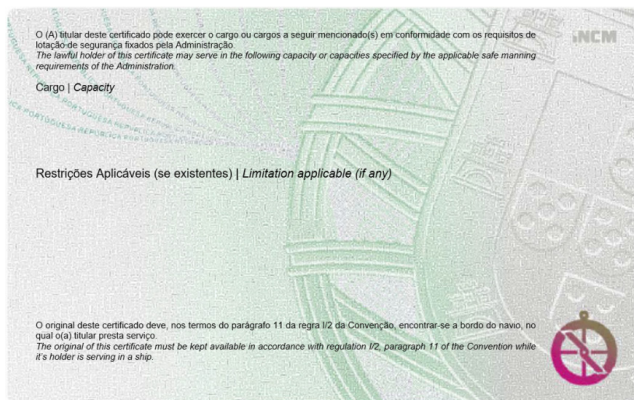 O (A) titular deste certificado pode exercer o cargo ou cargos a seguir mencionado(s) em conformidade com os requisitos de
lotação de segurança fixados pela Administração.
The lawful holder of this certificate may serve in the following capacity or capacities specified by the applicable safe manning
requirements of the Administration.
iNCM
Cargo | Capacity
Restrições Aplicáveis (se existentes) | Limitation applicable (if any)
O original deste certificado deve, nos termos do parágrafo 11 da regra I/2 da Convenção, encontrar-se a bordo do navio, no
qual o(a) titular presta serviço.
The original of this certificate must be kept available in accordance with regulation I/2, paragraph 11 of the Convention while
it's holder is serving in a ship.